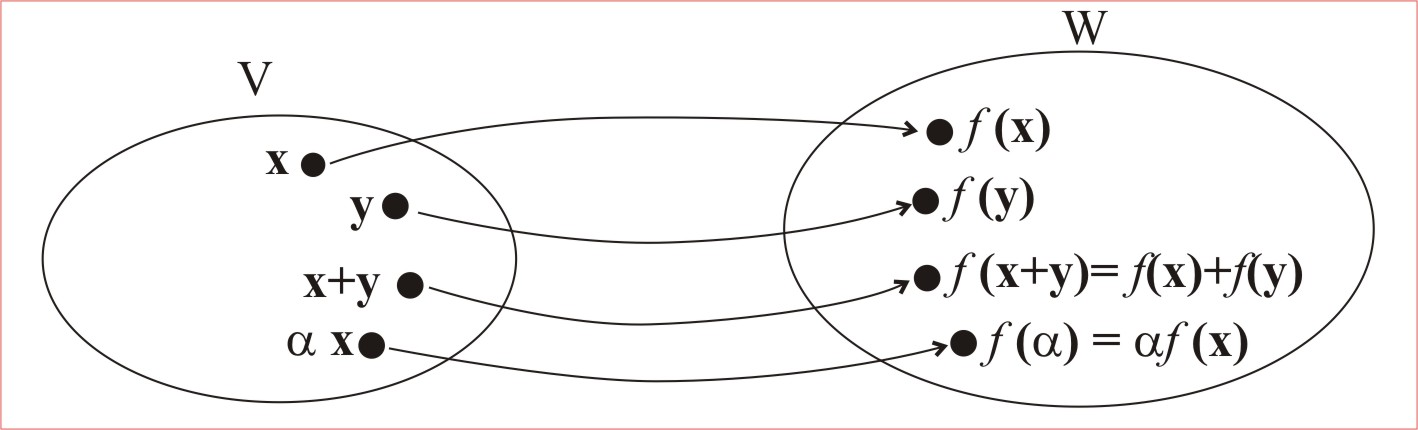 V
W
x
y
x+y
α x
f (x)
f (y)
f (x+y)= f(x)+f(y)
f (α) = αf (x)